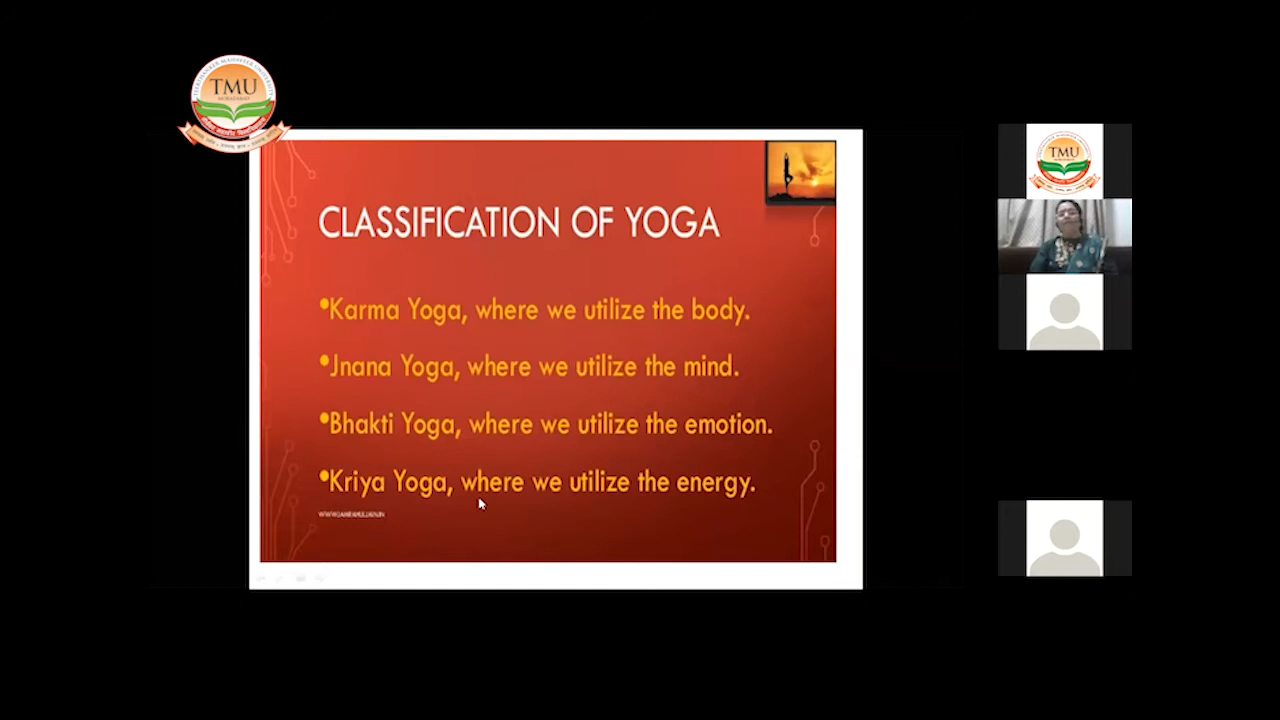 TMU
MORADABAD
CLASSIFICATION OF YOGA
•Karma Yoga, where we utilize the body.
•Jnana Yoga, where we utilize the mind.
•Bhakti Yoga, where we utilize the emotion.
•Kriya Yoga, where we utilize the energy.
TMU